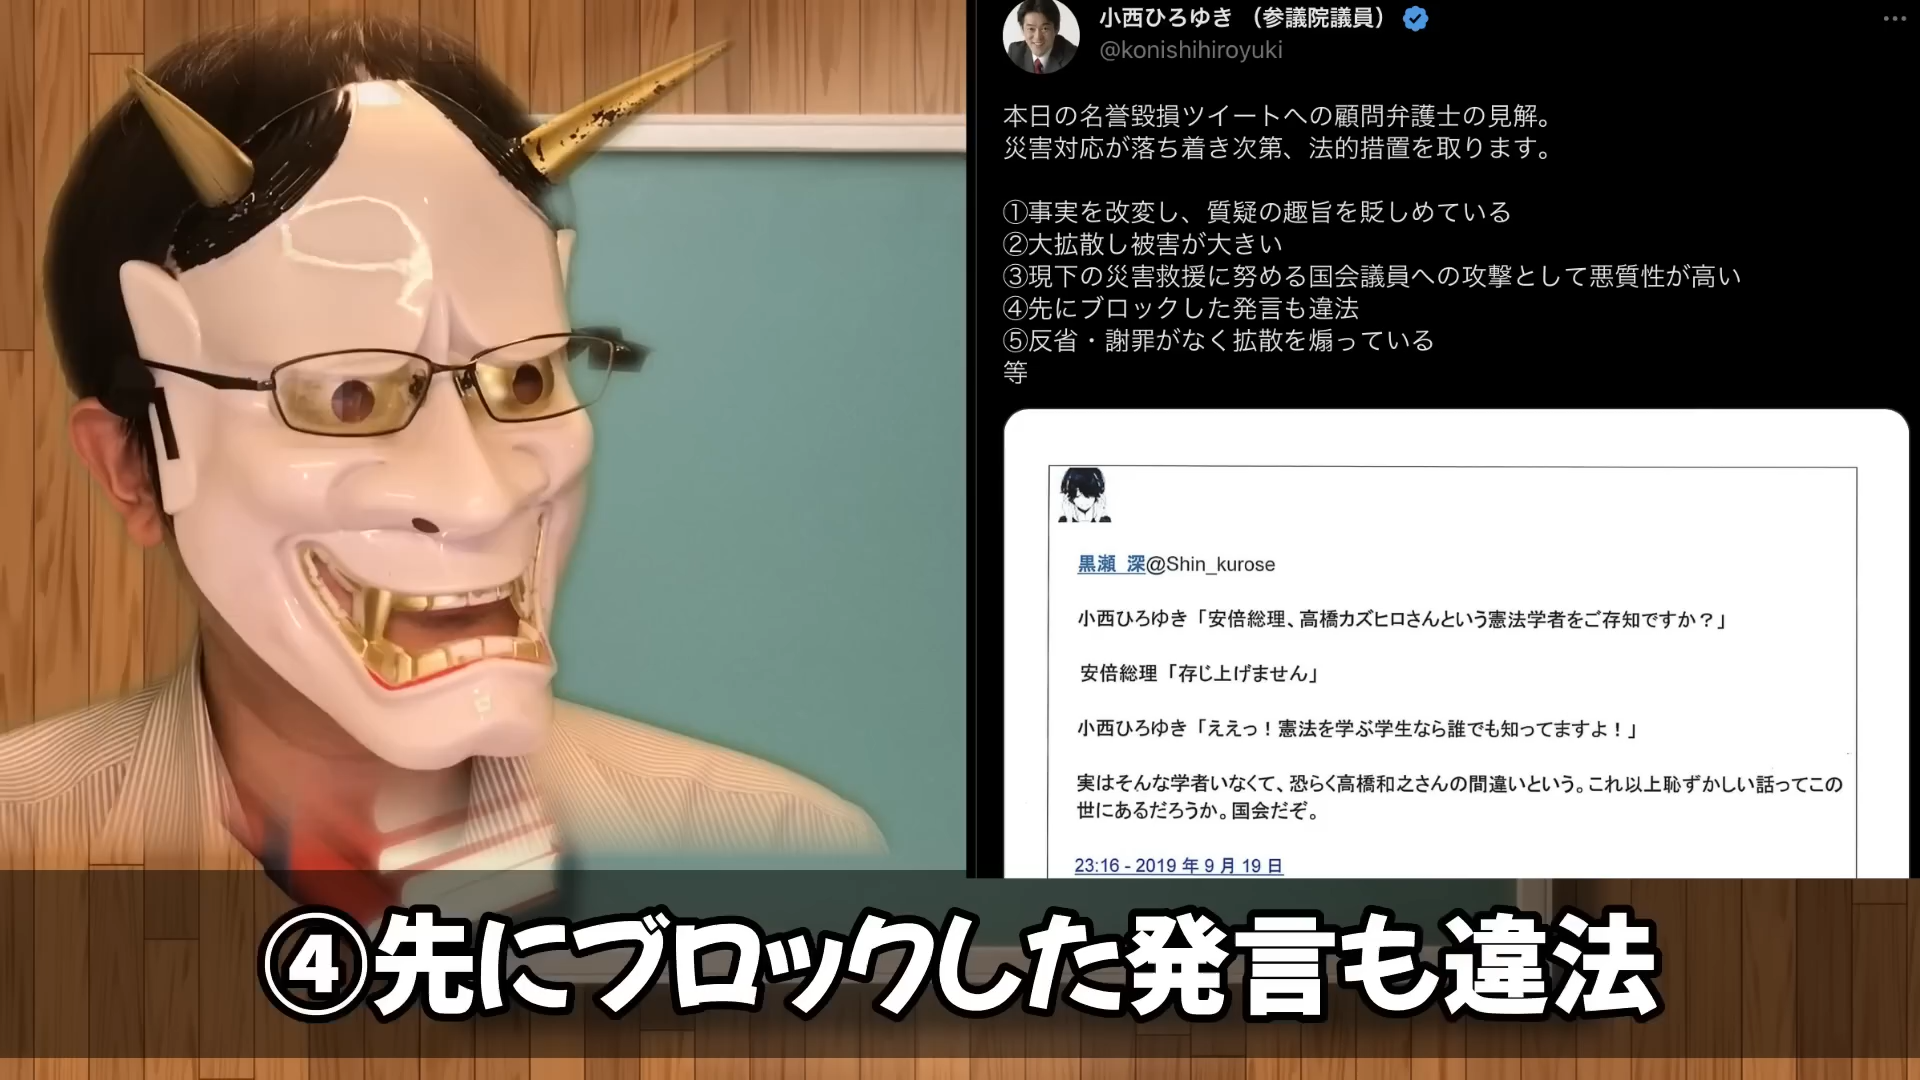 小西ひろゆき （参議院議員）
@konishihiroyuki
本日の名誉毀損ツイートへの顧問弁護士の見解。
災害対応が落ち着き次第、法的措置を取ります。
①事実を改変し、質疑の趣旨を貶しめている
②大拡散し被害が大きい
③現下の災害救援に努める国会議員への攻撃として悪質性が高い
④先にブロックした発言も違法
⑤反省・謝罪がなく拡散を煽っている
等
黒瀬 深@Shin_kurose
小西ひろゆき「安倍総理、高橋カズヒロさんという憲法学者をご存知ですか？」
安倍総理「存じ上げません」
小西ひろゆき「ええっ！憲法を学ぶ学生なら誰でも知ってますよ！」
実はそんな学者いなくて、恐らく高橋和之さんの間違いという。これ以上恥ずかしい話ってこの
世にあるだろうか。国会だぞ。
23:16 - 2019 年 9 月 19 日
④先にブロックした発言も違法